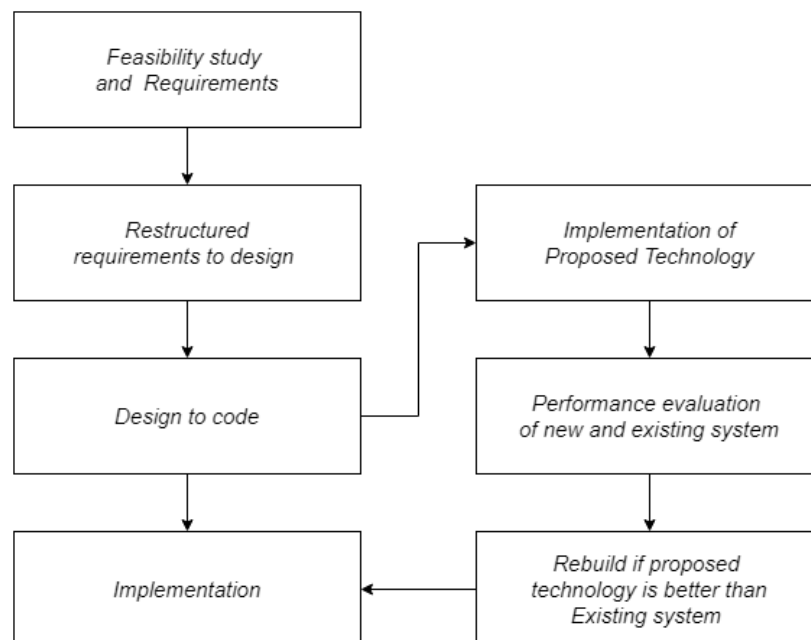 Feasibility study
and Requirements
Restructured
requirements to design
Design to code
Implementation
Implementation of
Proposed Technology
Performance evaluation
of new and existing system
Rebuild if proposed
technology is better than
Existing system